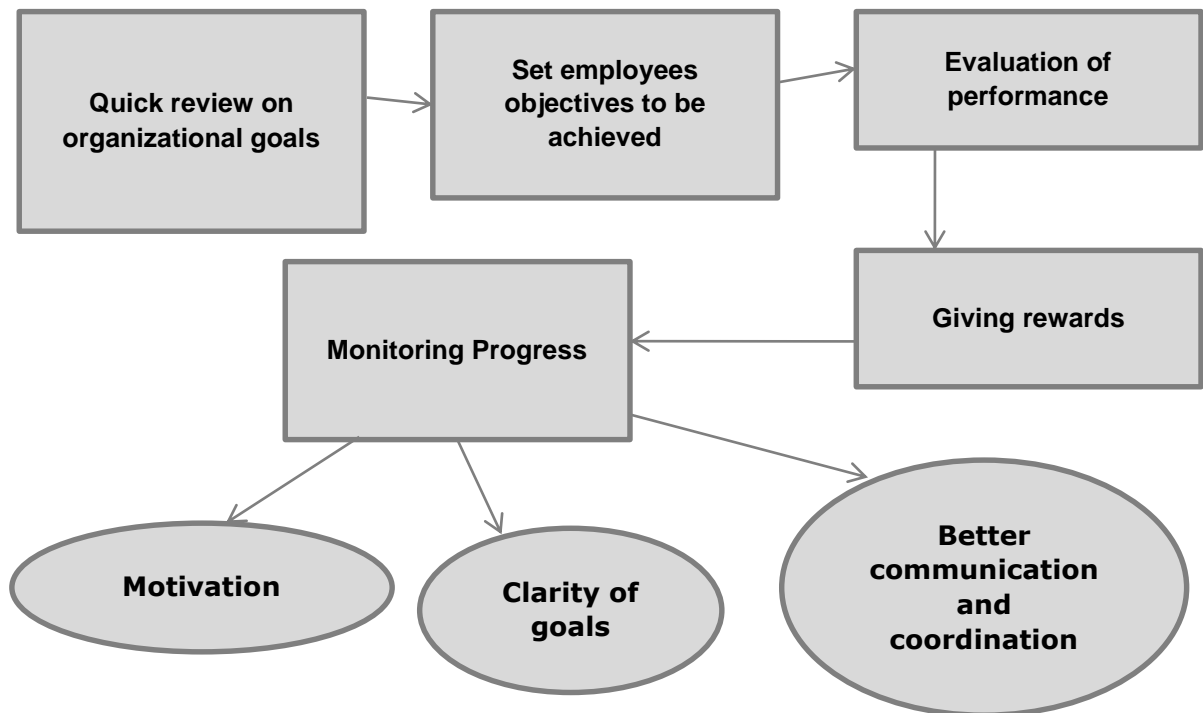 Quick review on
organizational goals
Set employees
objectives to be
achieved
Evaluation of
performance
Giving rewards
Monitoring Progress
Motivation
Clarity of
goals
Better
communication
and
coordination